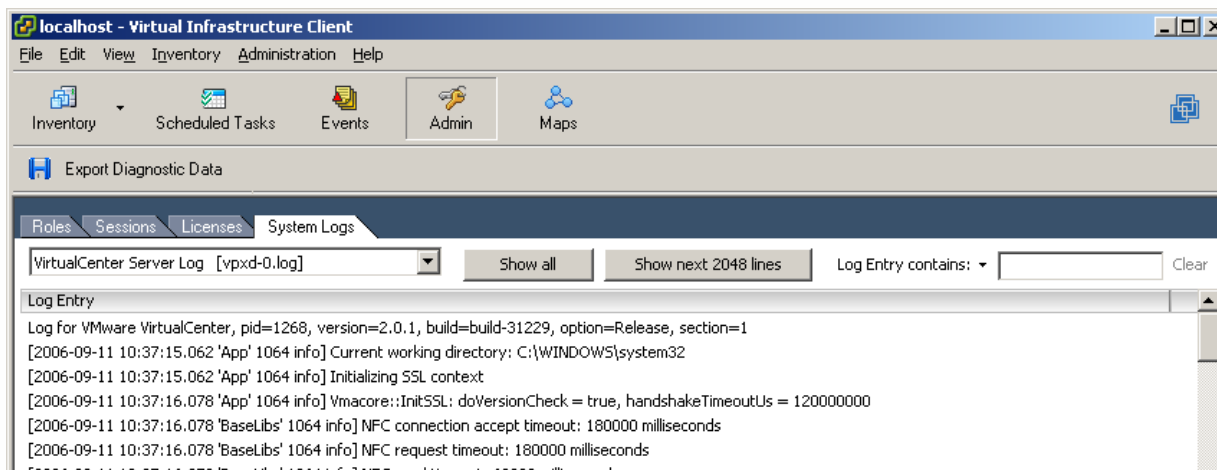 localhost - Virtual Infrastructure Client
File Edit View Inventory Administration Help
Inventory Scheduled Tasks Events Admin Maps
Export Diagnostic Data
Roles Sessions Licenses System Logs
VirtualCenter Server Log [vpxd-0.log] Show all Show next 2048 lines Log Entry contains: Clear
Log Entry
Log for VMware VirtualCenter, pid=1268, version=2.0.1, build=build-31229, option=Release, section=1
[2006-09-11 10:37:15.062 'App' 1064 info] Current working directory: C:\WINDOWS\system32
[2006-09-11 10:37:15.062 'App' 1064 info] Initializing SSL context
[2006-09-11 10:37:16.078 'App' 1064 info] Vmacore::InitSSL: doVersionCheck = true, handshakeTimeoutUs = 120000000
[2006-09-11 10:37:16.078 'BaseLibs' 1064 info] NFC connection accept timeout: 180000 milliseconds
[2006-09-11 10:37:16.078 'BaseLibs' 1064 info] NFC request timeout: 180000 milliseconds